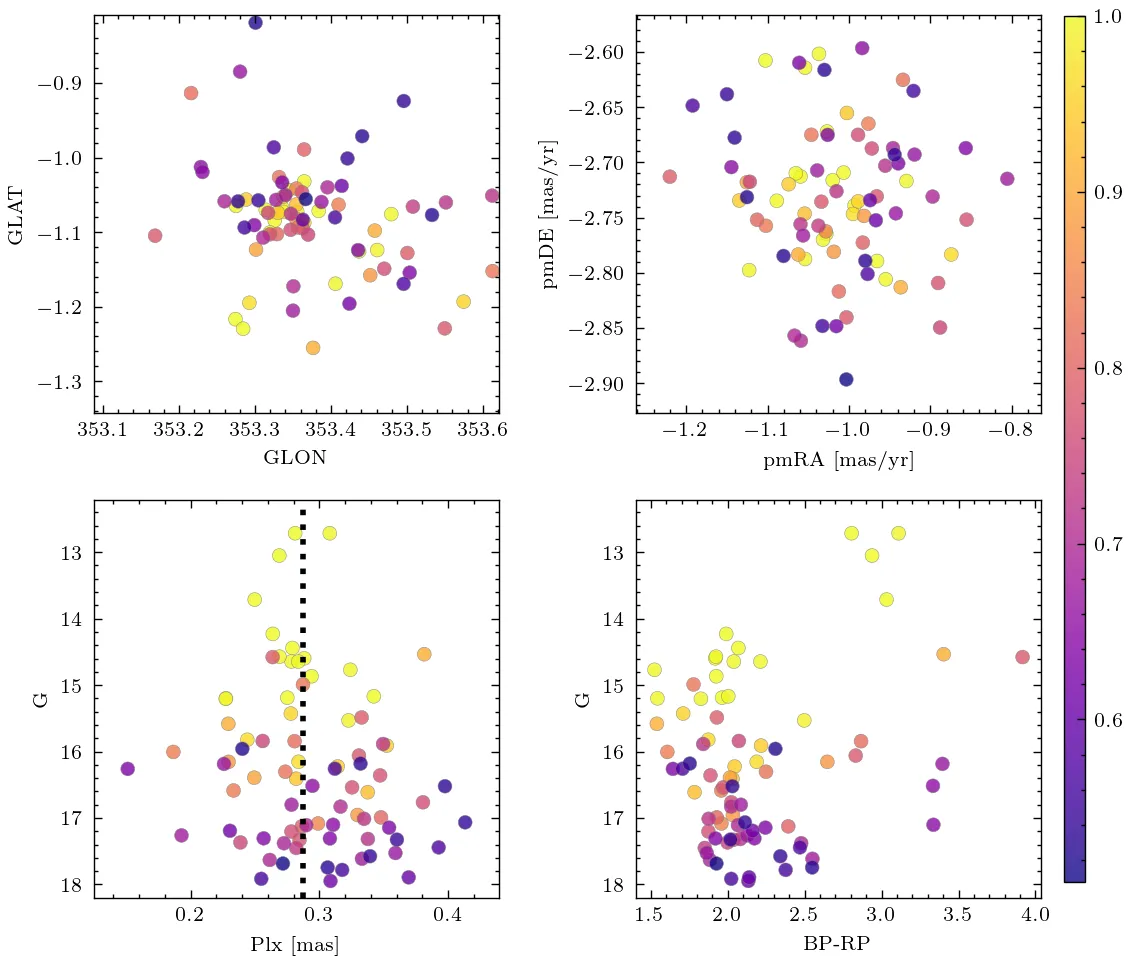 −0.9
−1.0
−1.1
−1.2
−1.3
GLAT
353.1 353.2 353.3 353.4 353.5 353.6
GLON
−2.60
−2.65
−2.70
−2.75
−2.80
−2.85
−2.90
pmDE [mas/yr]
−1.2 −1.1 −1.0 −0.9 −0.8
pmRA [mas/yr]
13
14
15
16
17
18
G
0.2 0.3 0.4
Plx [mas]
13
14
15
16
17
18
G
1.5 2.0 2.5 3.0 3.5 4.0
BP-RP
1.0
0.9
0.8
0.7
0.6